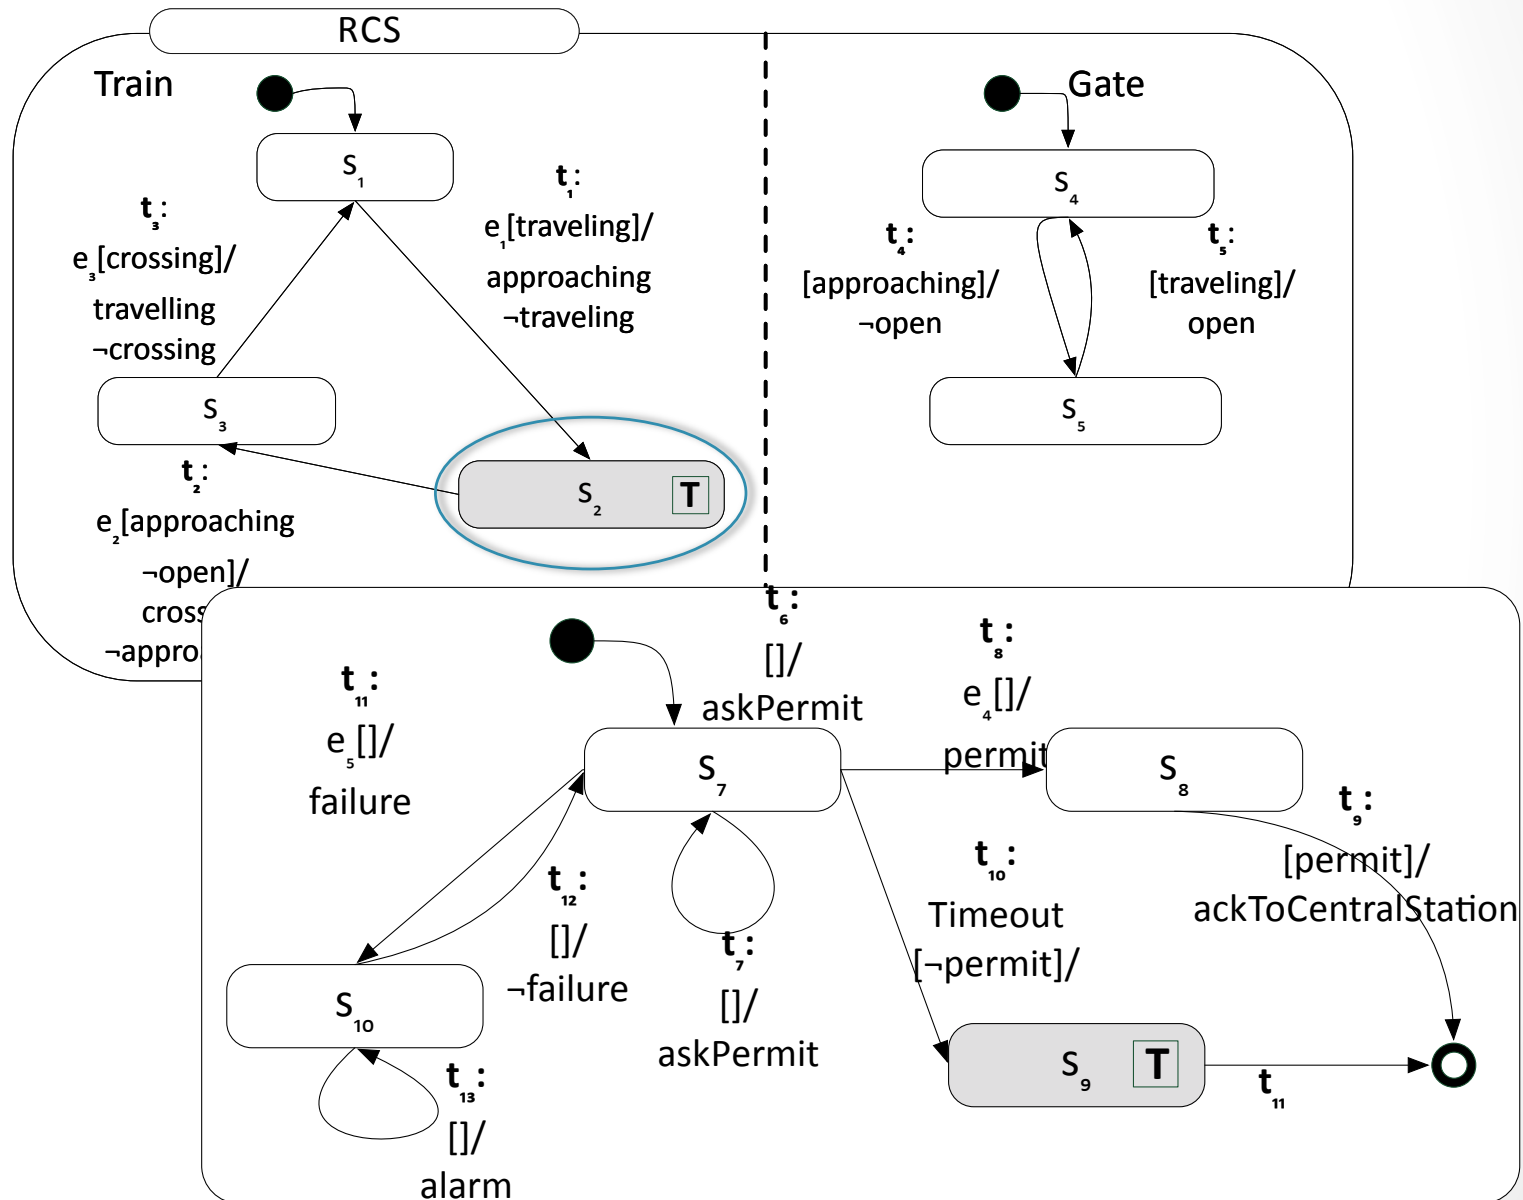 RCS
Train
Gate
S₁
t₁:
e₁[traveling]/
approaching
¬traveling
t₃:
e₃[crossing]/
travelling
¬crossing
S₃
S₂
T
t₂:
e₂[approaching
¬open]/
cros
¬appro
S₄
t₄:
[approaching]/
¬open
t₅:
[traveling]/
open
S₅
t₆:
[]/
askPermit
t₈:
e₄[]/
permit
t₁₁:
e₅[]/
failure
S₇
S₈
t₉:
[permit]/
ackToCentralStation
t₁₀:
Timeout
[¬permit]/
t₁₂:
[]/
¬failure
t₇:
[]/
askPermit
S₁₀
S₉
T
t₁₁
t₁₃:
[]/
alarm